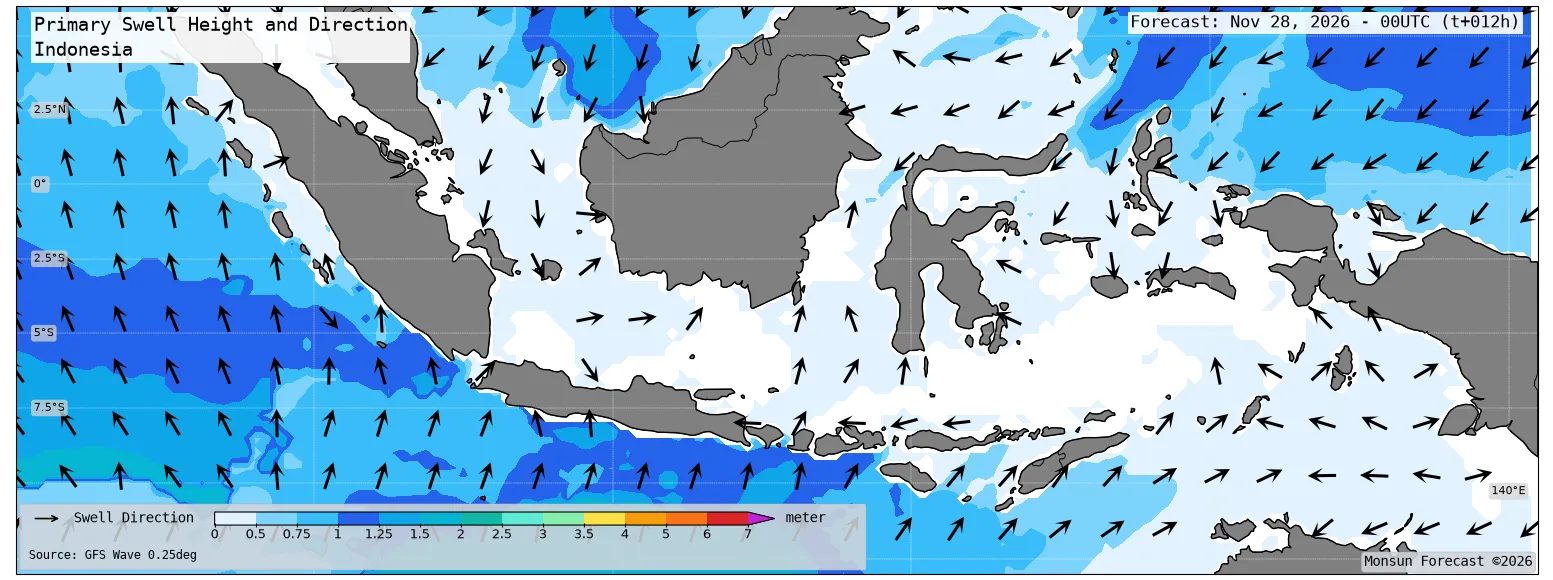 Primary Swell Height and Direction
Indonesia
Forecast: Nov 28, 2026 - 00UTC (t+012h)
2.5°N
0°
2.5°S
5°S
7.5°S
140°E
Swell Direction
0 0.5 0.75 1 1.25 1.5 2 2.5 3 3.5 4 5 6 7
meter
Source: GFS Wave 0.25deg
Monsun Forecast ©2026